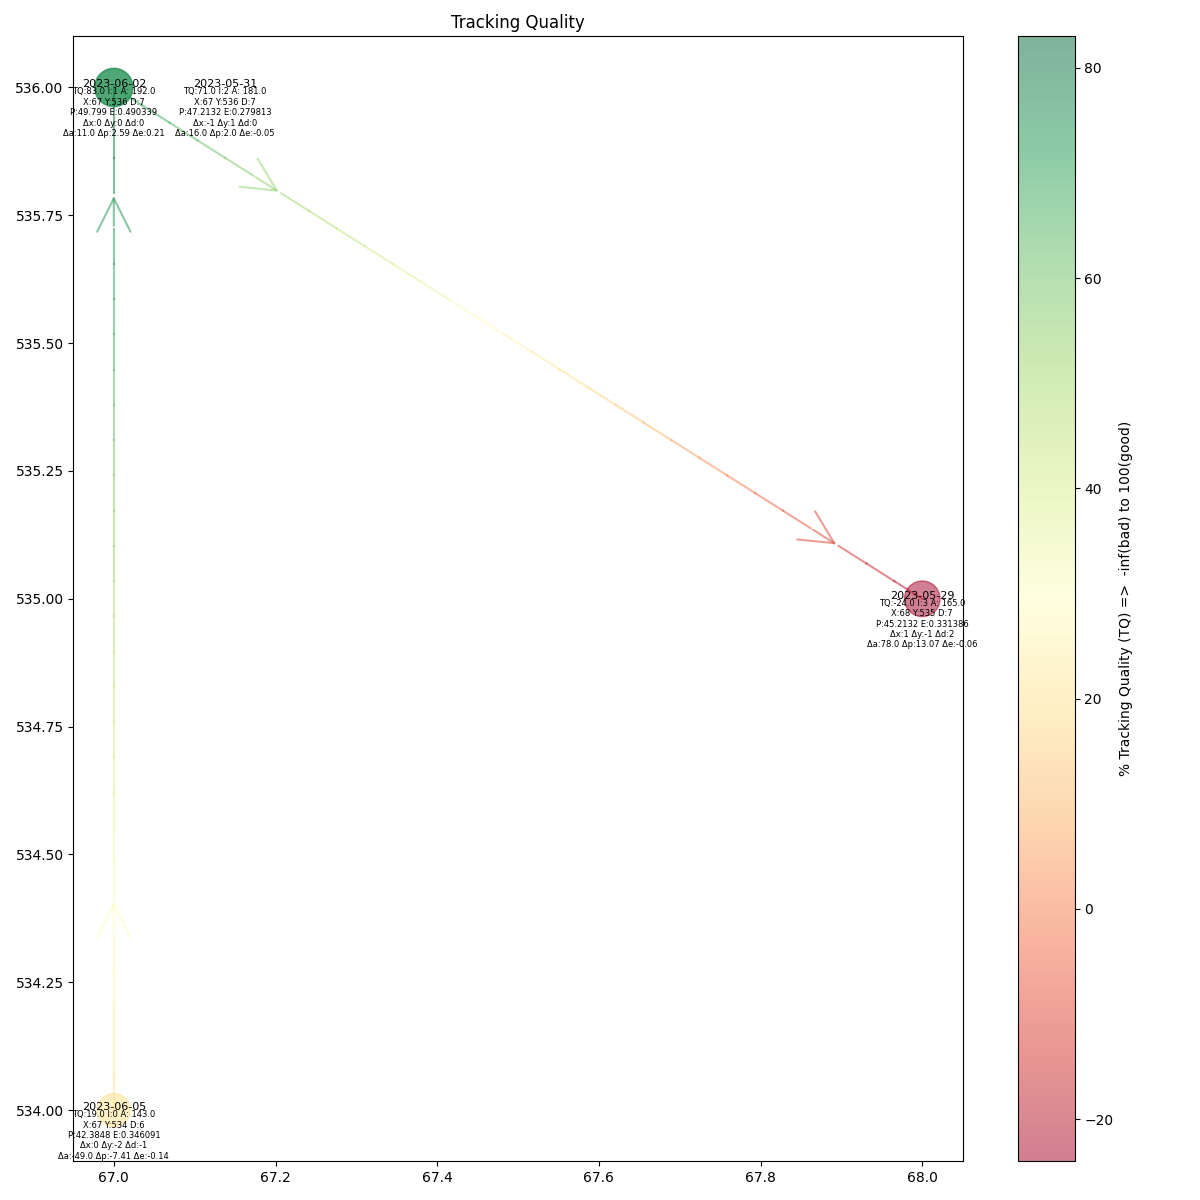 Tracking Quality
536.00
535.75
535.50
535.25
535.00
534.75
534.50
534.25
534.00
2023-06-02
TQ:83.0 I:1 A: 192.0
X:67 Y:536 D:7
P:49.799 E:0.490339
Δx:0 Δy:0 Δd:0
Δa:11.0 Δp:2.59 Δe:0.21
2023-05-31
TQ:71.0 I:2 A: 181.0
X:67 Y:536 D:7
P:47.2132 E:0.279813
Δx:-1 Δy:1 Δd:0
Δa:16.0 Δp:2.0 Δe:-0.05
2023-05-29
TQ:-24.0 I:3 A: 165.0
X:68 Y:535 D:7
P:45.2132 E:0.331386
Δx:1 Δy:-1 Δd:2
Δa:78.0 Δp:13.07 Δe:-0.06
2023-06-05
TQ:19.0 I:0 A: 143.0
X:67 Y:534 D:6
P:42.3848 E:0.346091
Δx:0 Δy:-2 Δd:-1
Δa:-49.0 Δp:-7.41 Δe:-0.14
67.0 67.2 67.4 67.6 67.8 68.0
80
60
40
20
0
−20
% Tracking Quality (TQ) => -inf(bad) to 100(good)